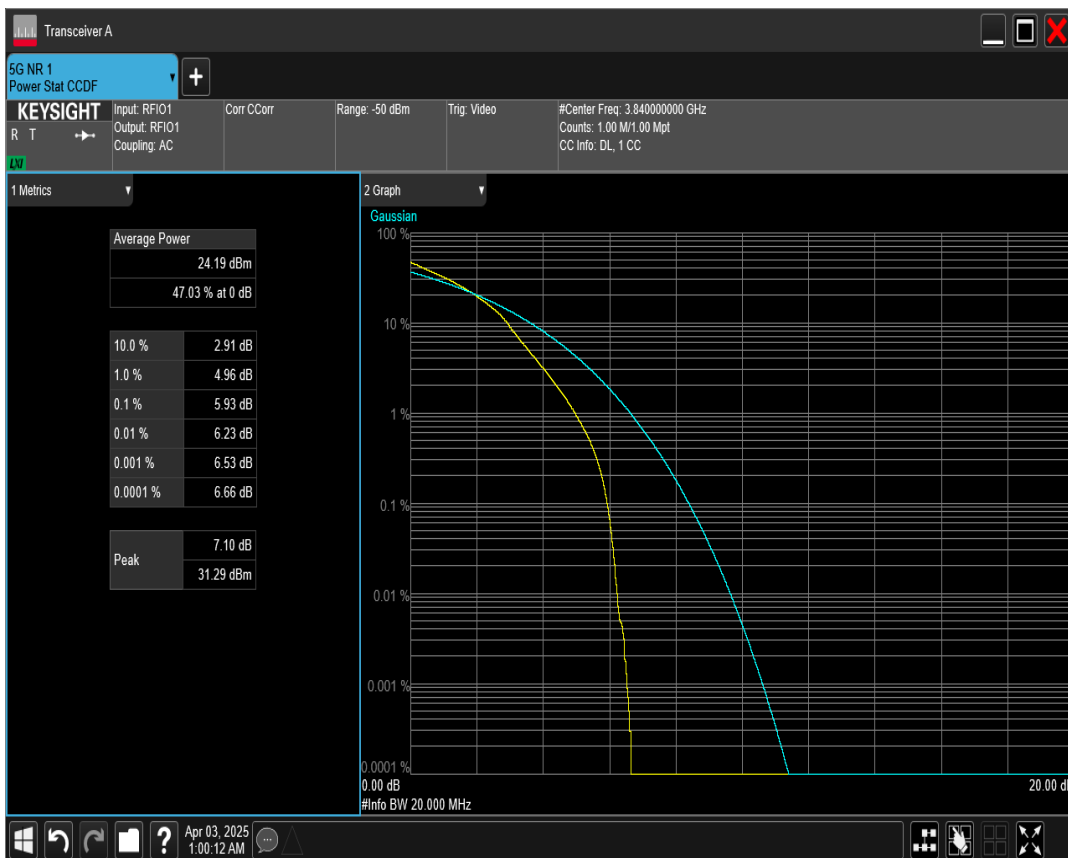 Transceiver A
5G NR 1
Power Stat CCDF
KEYSIGHT
R T
LXI
Input: RFIO1
Output: RFIO1
Coupling: AC
Corr CCorr
Range: -50 dBm
Trig: Video
#Center Freq: 3.840000000 GHz
Counts: 1.00 M/1.00 Mpt
CC Info: DL, 1 CC
1 Metrics
Average Power
24.19 dBm
47.03 % at 0 dB
10.0 % 2.91 dB
1.0 % 4.96 dB
0.1 % 5.93 dB
0.01 % 6.23 dB
0.001 % 6.53 dB
0.0001 % 6.66 dB
Peak 7.10 dB
31.29 dBm
2 Graph
Gaussian
100 %
10 %
1 %
0.1 %
0.01 %
0.001 %
0.0001 %
0.00 dB 20.00 d
#Info BW 20.000 MHz
? Apr 03, 2025
1:00:12 AM